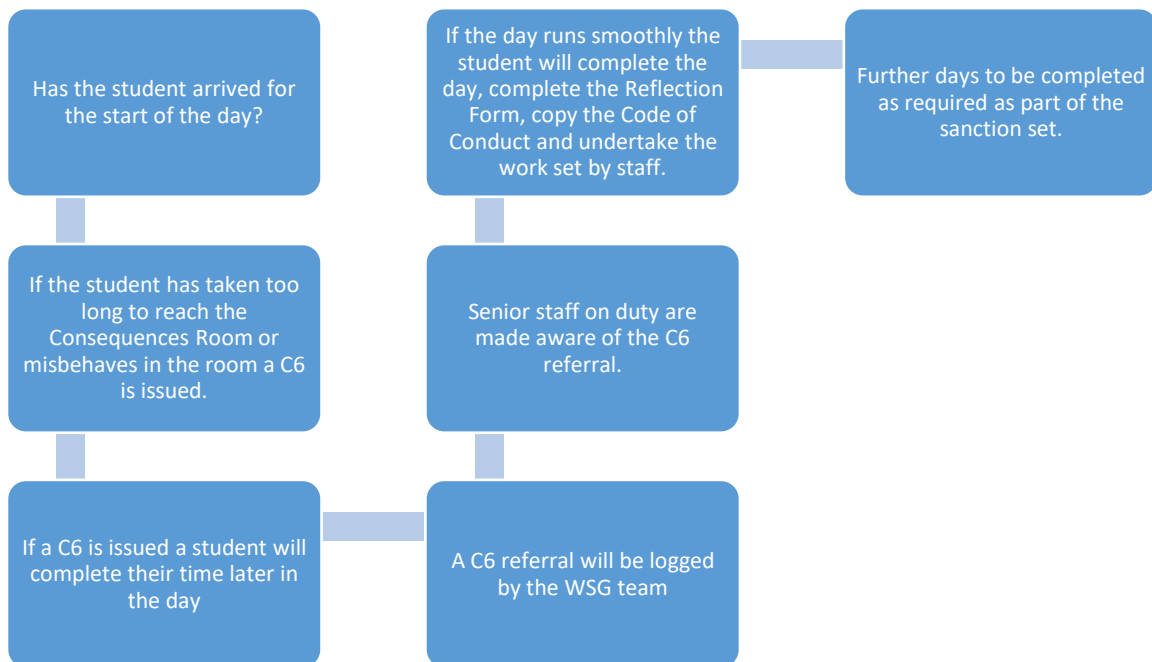 Has the student arrived for
the start of the day?
If the student has taken too
long to reach the
Consequences Room or
misbehaves in the room a C6
is issued.
If a C6 is issued a student will
complete their time later in
the day
A C6 referral will be logged
by the WSG team
Senior staff on duty are
made aware of the C6
referral.
If the day runs smoothly the
student will complete the
day, complete the Reflection
Form, copy the Code of
Conduct and undertake the
work set by staff.
Further days to be completed
as required as part of the
sanction set.